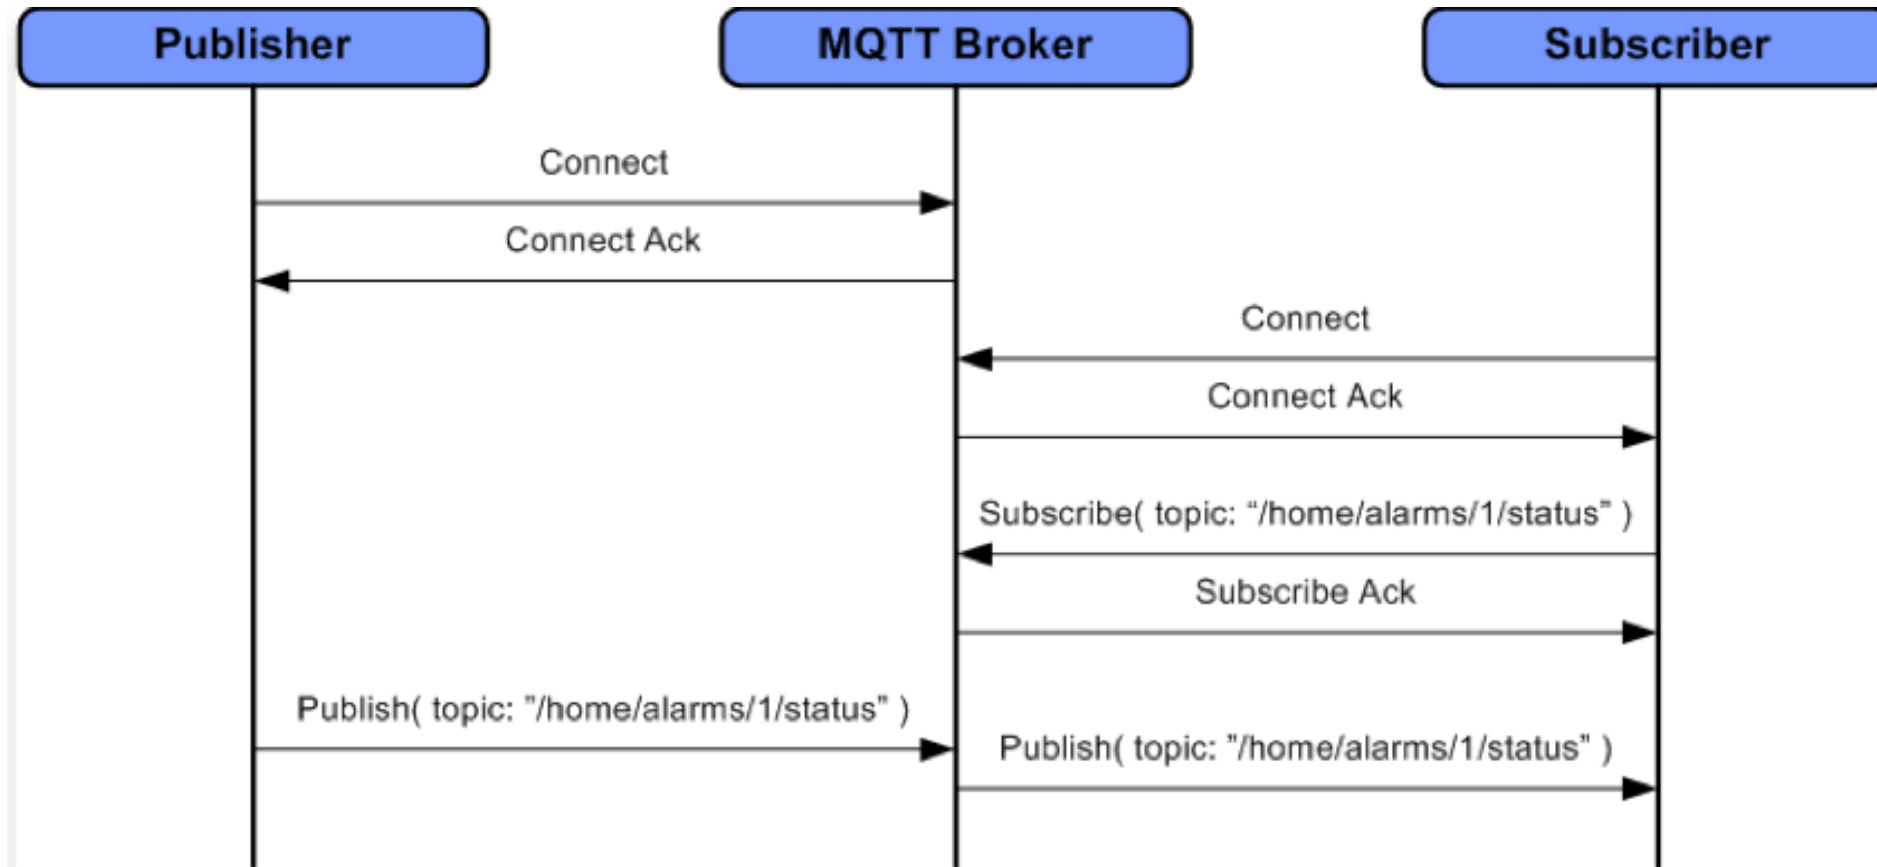 Publisher
MQTT Broker
Subscriber
Connect
Connect Ack
Connect
Connect Ack
Subscribe( topic: “/home/alarms/1/status” )
Subscribe Ack
Publish( topic: ”/home/alarms/1/status” )
Publish( topic: ”/home/alarms/1/status” )